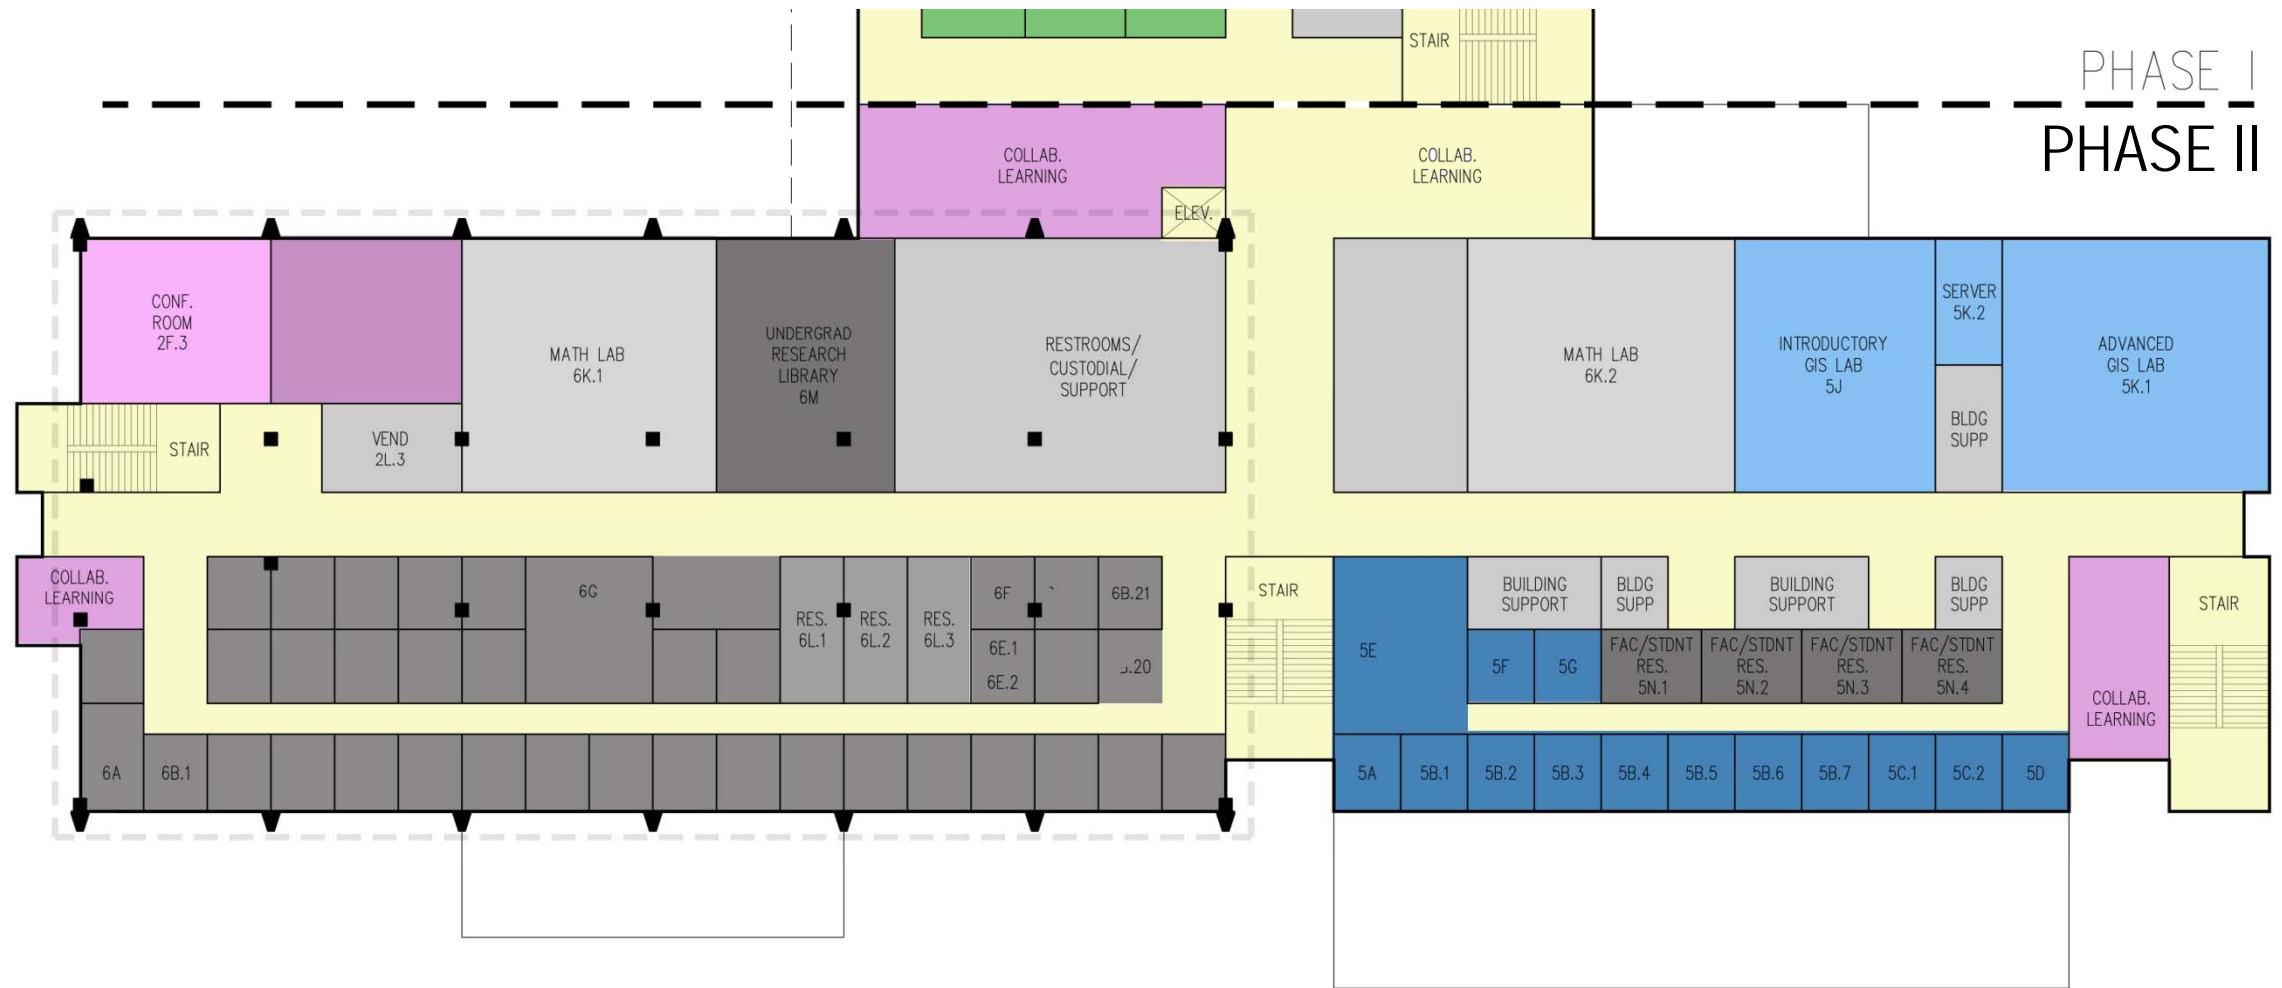 STAIR
PHASE I
PHASE II
COLLAB.
LEARNING
COLLAB.
LEARNING
ELEV.
CONF.
ROOM
2F.3
MATH LAB
6K.1
UNDERGRAD
RESEARCH
LIBRARY
6M
RESTROOMS/
CUSTODIAL/
SUPPORT
MATH LAB
6K.2
INTRODUCTORY
GIS LAB
5J
SERVER
5K.2
ADVANCED
GIS LAB
5K.1
STAIR
VEND
2L.3
BLDG
SUPP
COLLAB.
LEARNING
6G
RES.
6L.1
RES.
6L.2
RES.
6L.3
6F
6B.21
6E.1
6E.2
.20
STAIR
5E
BUILDING
SUPPORT
BLDG
SUPP
BUILDING
SUPPORT
BLDG
SUPP
5F
5G
FAC/STDNT
RES.
5N.1
FAC/STDNT
RES.
5N.2
FAC/STDNT
RES.
5N.3
FAC/STDNT
RES.
5N.4
COLLAB.
LEARNING
STAIR
6A
6B.1
5A
5B.1
5B.2
5B.3
5B.4
5B.5
5B.6
5B.7
5C.1
5C.2
5D